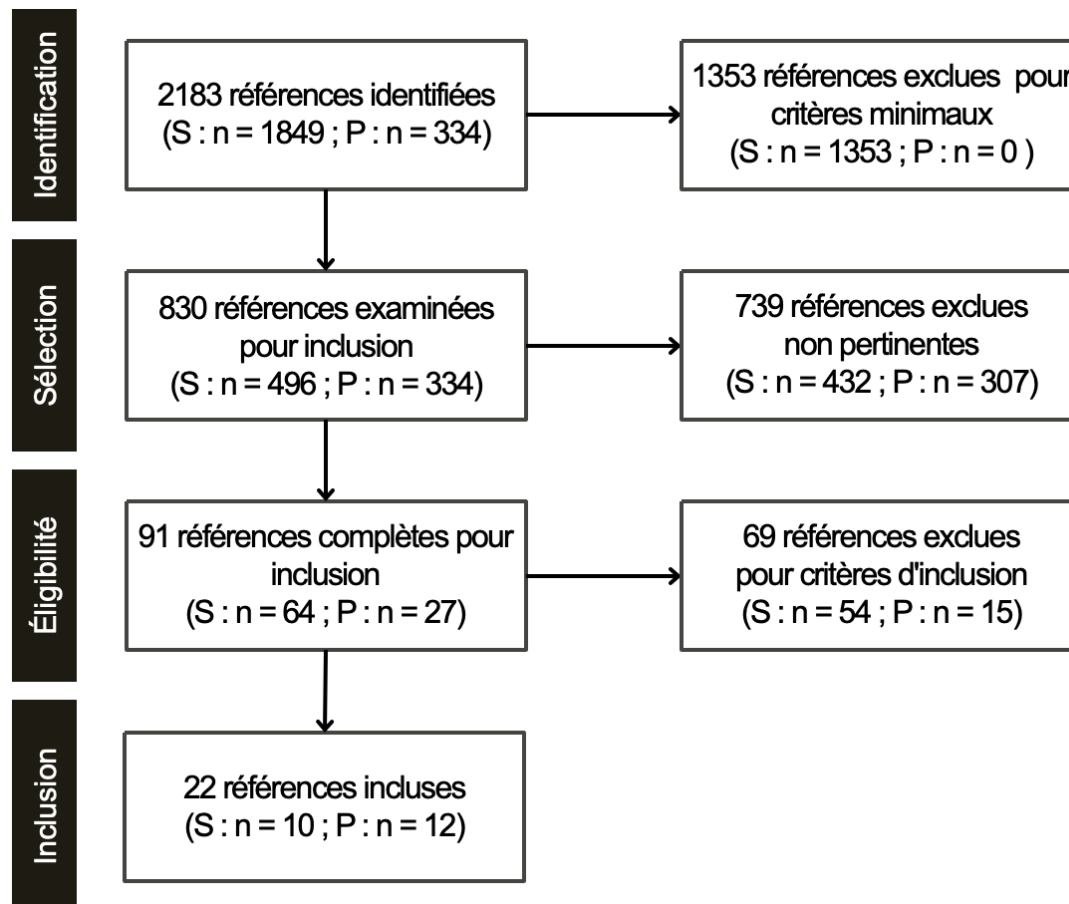 Identification
2183 références identifiées
(S : n = 1849 ; P : n = 334)
1353 références exclues pour
critères minimaux
(S : n = 1353 ; P : n = 0 )
Sélection
830 références examinées
pour inclusion
(S : n = 496 ; P : n = 334)
739 références exclues
non pertinentes
(S : n = 432 ; P : n = 307)
Éligibilité
91 références complètes pour
inclusion
(S : n = 64 ; P : n = 27)
69 références exclues
pour critères d'inclusion
(S : n = 54 ; P : n = 15)
Inclusion
22 références incluses
(S : n = 10 ; P : n = 12)